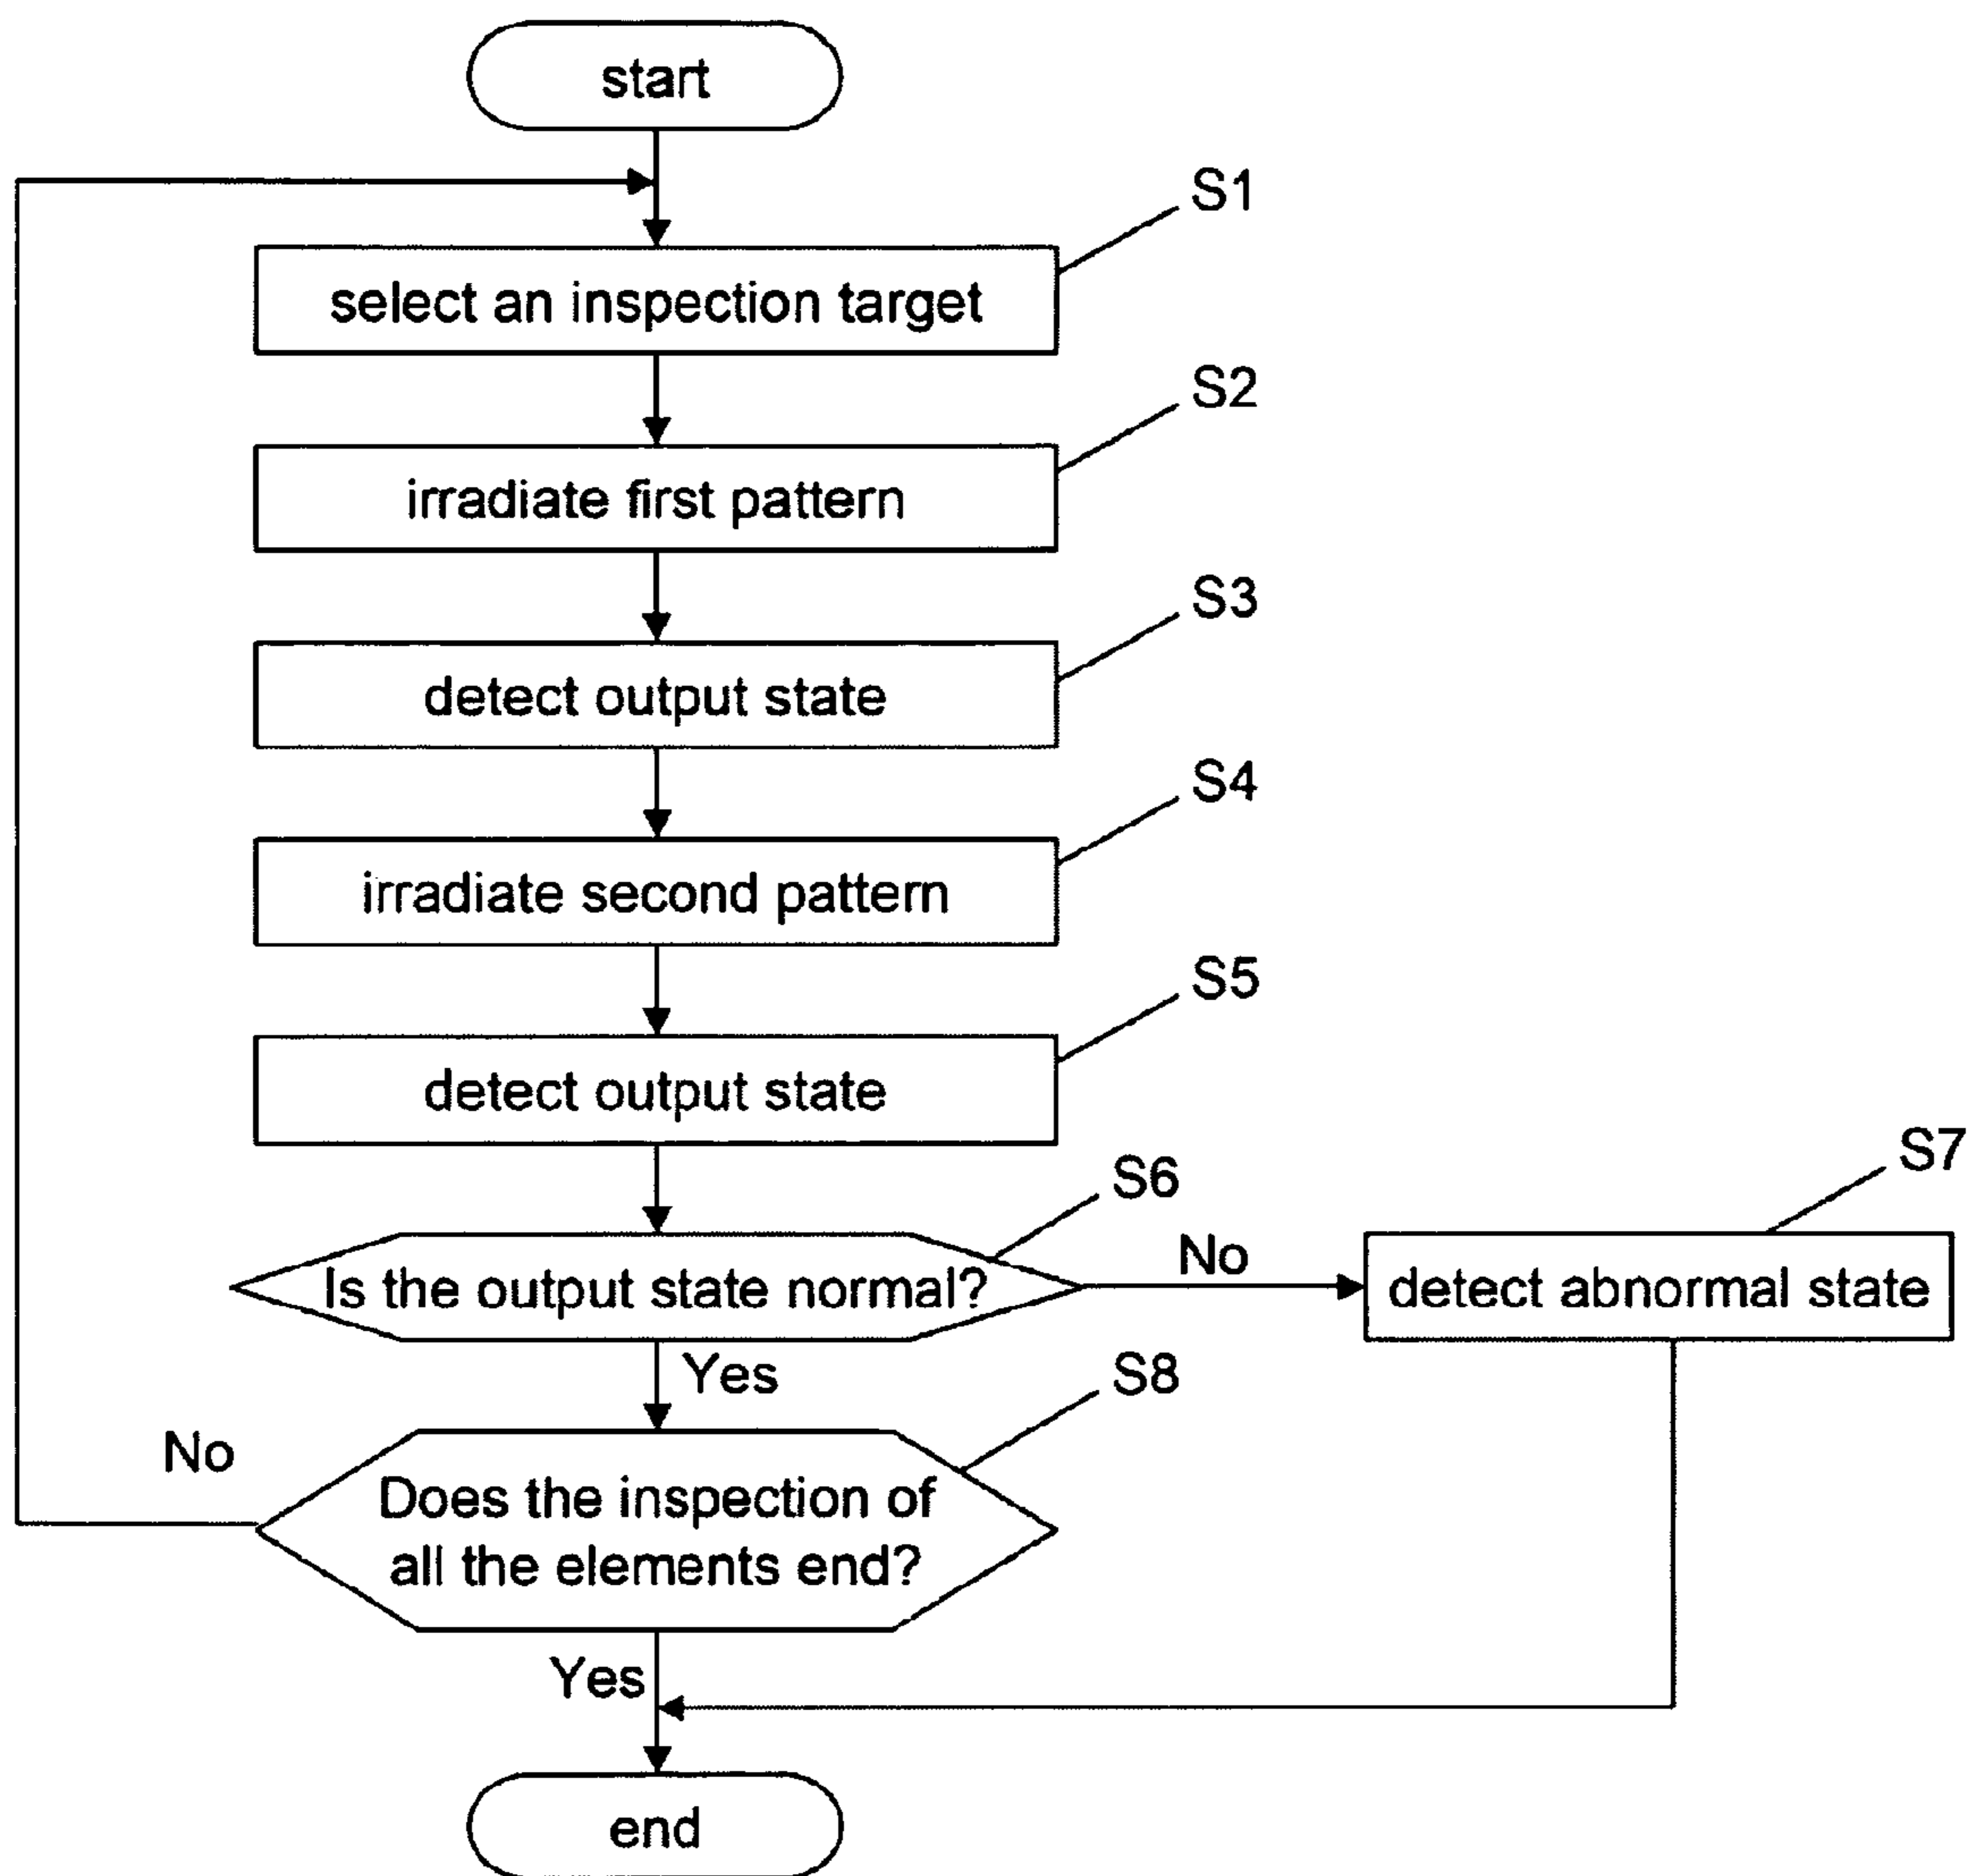 start
S1
select an inspection target
S2
irradiate first pattern
S3
detect output state
S4
irradiate second pattern
S5
detect output state
S6
Is the output state normal?
No
S7
detect abnormal state
Yes
S8
No
Does the inspection of
all the elements end?
Yes
end